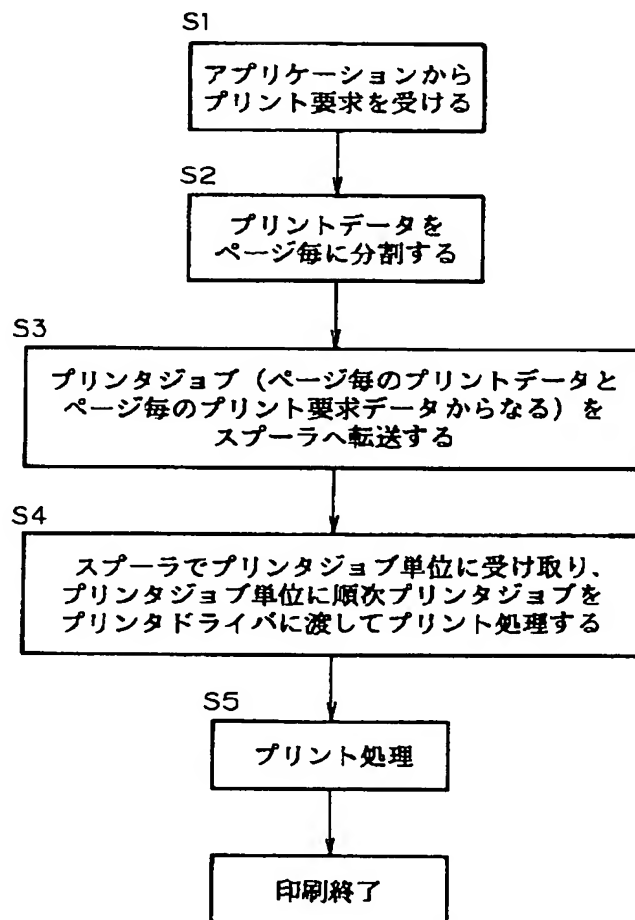 S1
アプリケーションから
プリント要求を受ける
S2
プリントデータを
ページ毎に分割する
S3
プリンタジョブ(ページ毎のプリントデータと
ページ毎のプリント要求データからなる)を
スプーラへ転送する
S4
スプーラでプリンタジョブ単位に受け取り、
プリンタジョブ単位に順次プリンタジョブを
プリンタドライバに渡してプリント処理する
S5
プリント処理
印刷終了